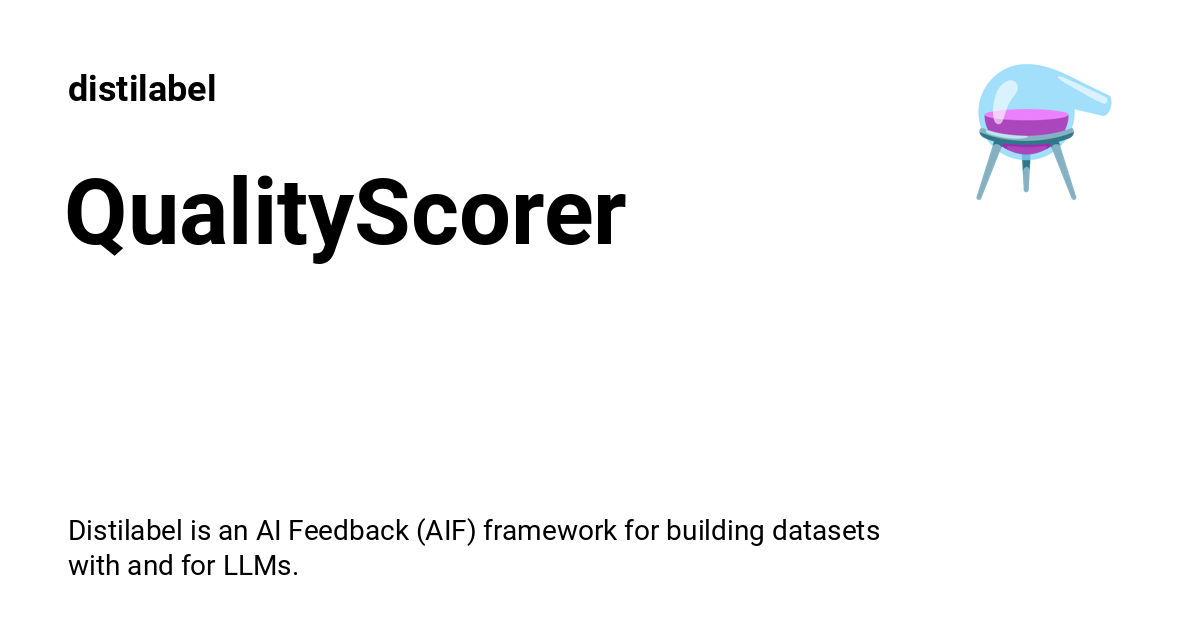 distilabel
QualityScorer
Distilabel is an AI Feedback (AIF) framework for building datasets
with and for LLMs.